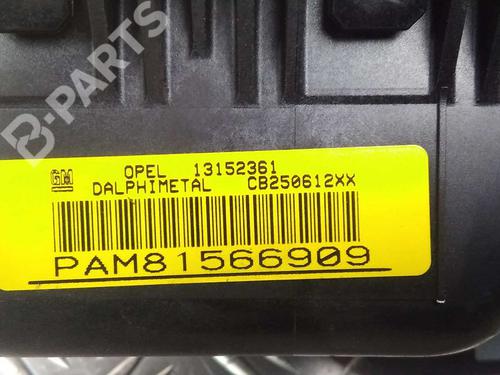 B-PARTS
GM OPEL 13152361
DALPHIMETAL CB250612XX
PAM81566909